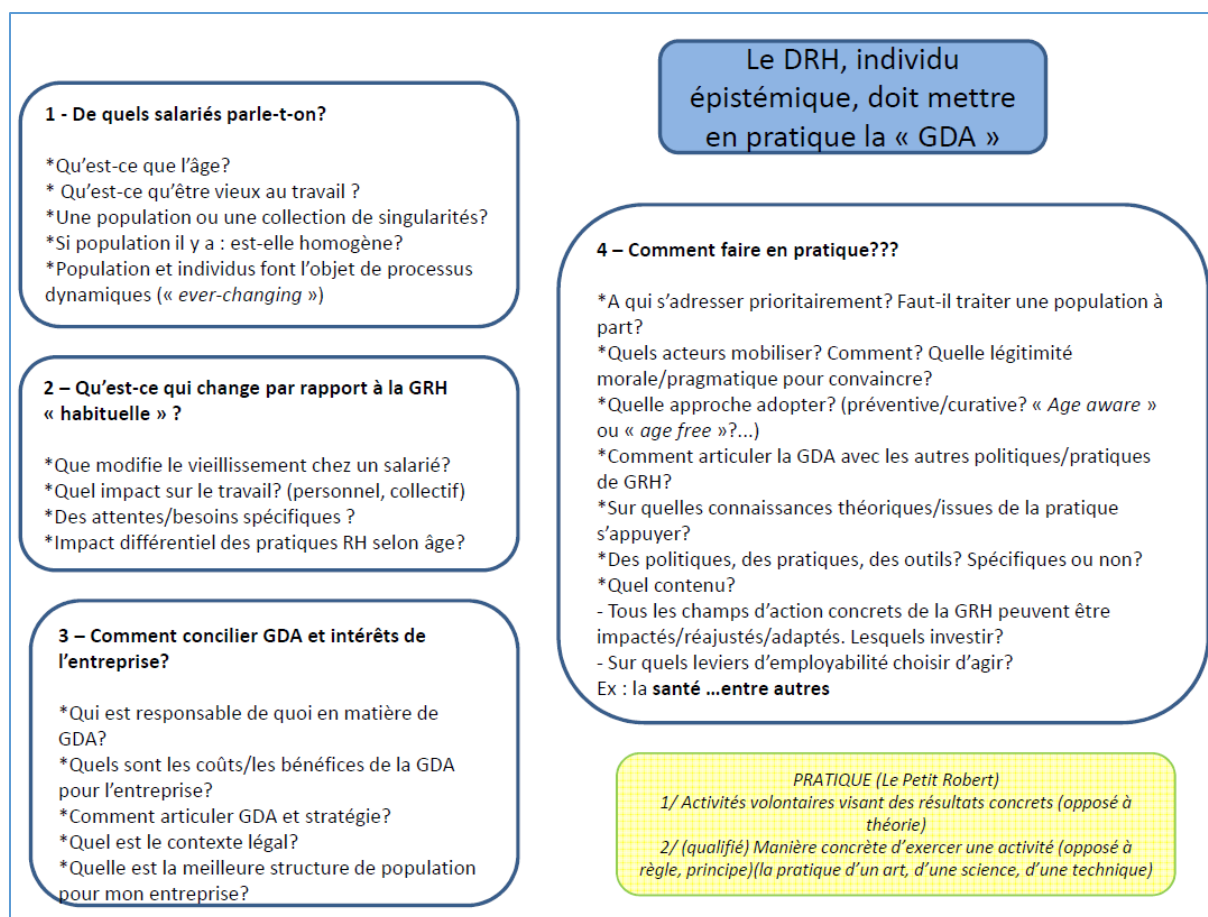 Le DRH, individu
épistémique, doit mettre
en pratique la « GDA »
1 - De quels salariés parle-t-on?
*Qu’est-ce que l’âge?
* Qu’est-ce qu’être vieux au travail ?
*Une population ou une collection de singularités?
*Si population il y a : est-elle homogène?
*Population et individus font l’objet de processus
dynamiques (« ever-changing »)
2 – Qu’est-ce qui change par rapport à la GRH
« habituelle » ?
*Que modifie le vieillissement chez un salarié?
*Quel impact sur le travail? (personnel, collectif)
*Des attentes/besoins spécifiques ?
*Impact différentiel des pratiques RH selon âge?
3 – Comment concilier GDA et intérêts de
l’entreprise?
*Qui est responsable de quoi en matière de
GDA?
*Quels sont les coûts/les bénéfices de la GDA
pour l’entreprise?
*Comment articuler GDA et stratégie?
*Quel est le contexte légal?
*Quelle est la meilleure structure de population
pour mon entreprise?
4 – Comment faire en pratique???
*A qui s’adresser prioritairement? Faut-il traiter une population à
part?
*Quels acteurs mobiliser? Comment? Quelle légitimité
morale/pragmatique pour convaincre?
*Quelle approche adopter? (préventive/curative? « Age aware »
ou « age free »?...)
*Comment articuler la GDA avec les autres politiques/pratiques
de GRH?
*Sur quelles connaissances théoriques/issues de la pratique
s’appuyer?
*Des politiques, des pratiques, des outils? Spécifiques ou non?
*Quel contenu?
- Tous les champs d’action concrets de la GRH peuvent être
impactés/réajustés/adaptés. Lesquels investir?
- Sur quels leviers d’employabilité choisir d’agir?
Ex : la santé ...entre autres
PRATIQUE (Le Petit Robert)
1/ Activités volontaires visant des résultats concrets (opposé à
théorie)
2/ (qualifié) Manière concrète d’exercer une activité (opposé à
règle, principe)(la pratique d’un art, d’une science, d’une technique)